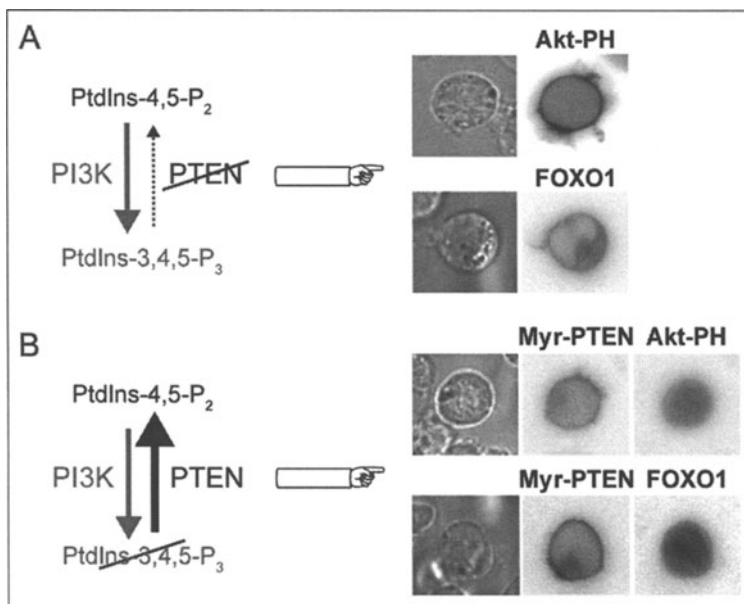 A
Akt-PH
PtdIns-4,5-P₂
PI3K PTEN
FOXO1
PtdIns-3,4,5-P₃
B
Myr-PTEN Akt-PH
PtdIns-4,5-P₂
PI3K PTEN
Myr-PTEN FOXO1
PtdIns-3,4,5-P₃